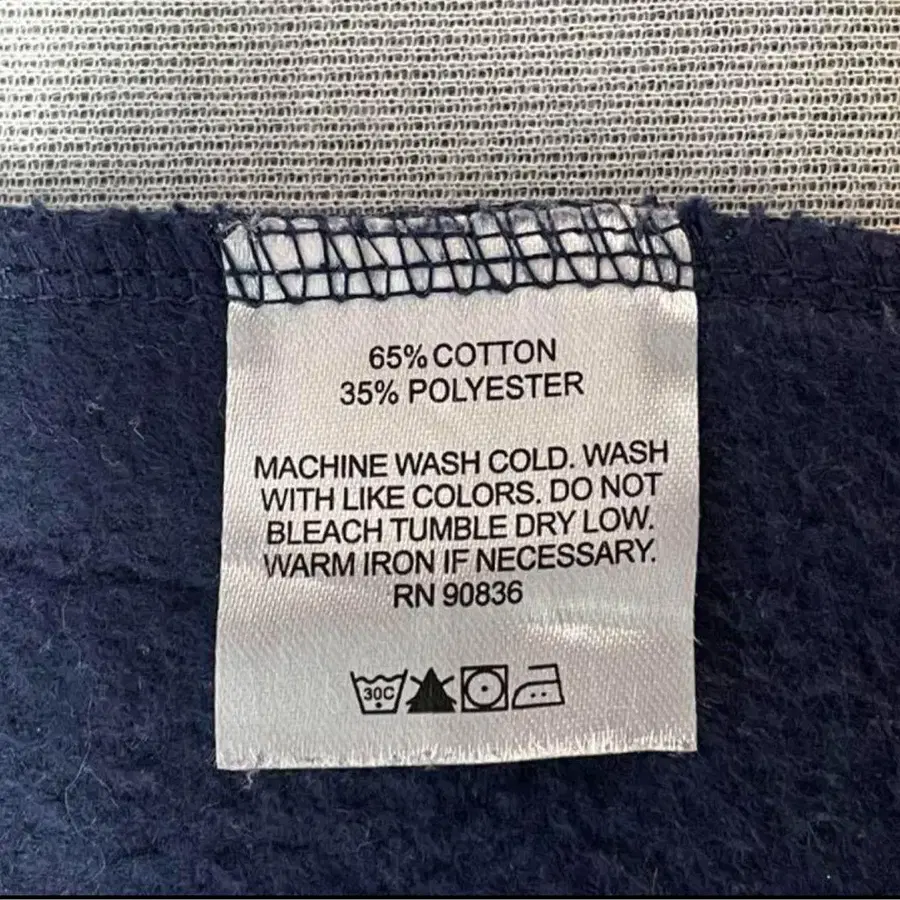 65% COTTON
35% POLYESTER
MACHINE WASH COLD. WASH
WITH LIKE COLORS. DO NOT
BLEACH TUMBLE DRY LOW.
WARM IRON IF NECESSARY.
RN 90836
30C